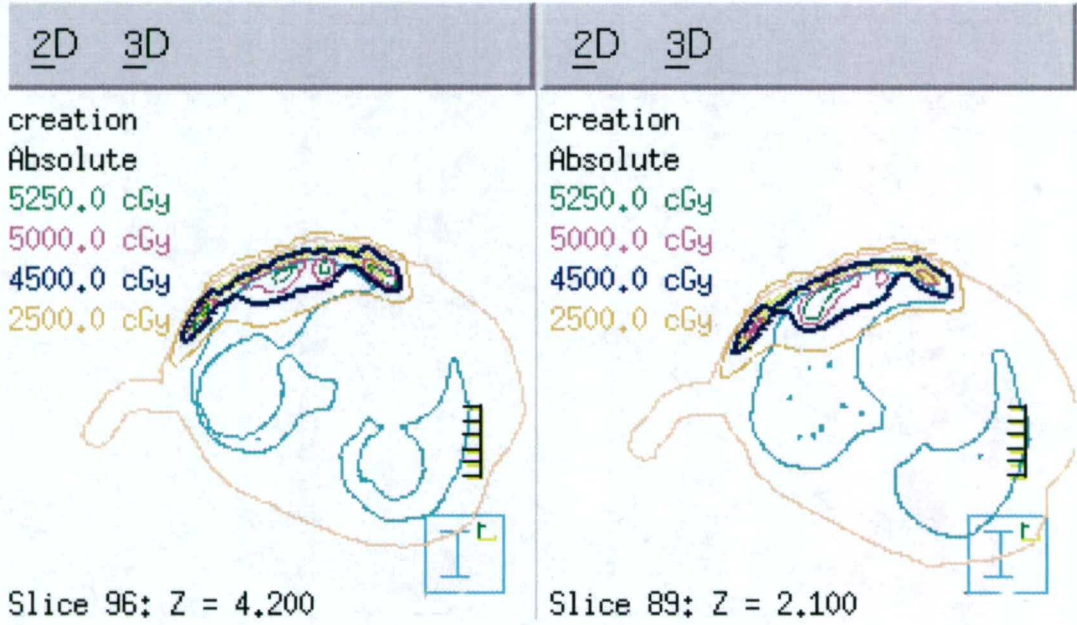 2D 3D
creation
Absolute
5250.0 cGy
5000.0 cGy
4500.0 cGy
2500.0 cGy
Slice 96: Z = 4.200
2D 3D
creation
Absolute
5250.0 cGy
5000.0 cGy
4500.0 cGy
2500.0 cGy
Slice 89: Z = 2.100